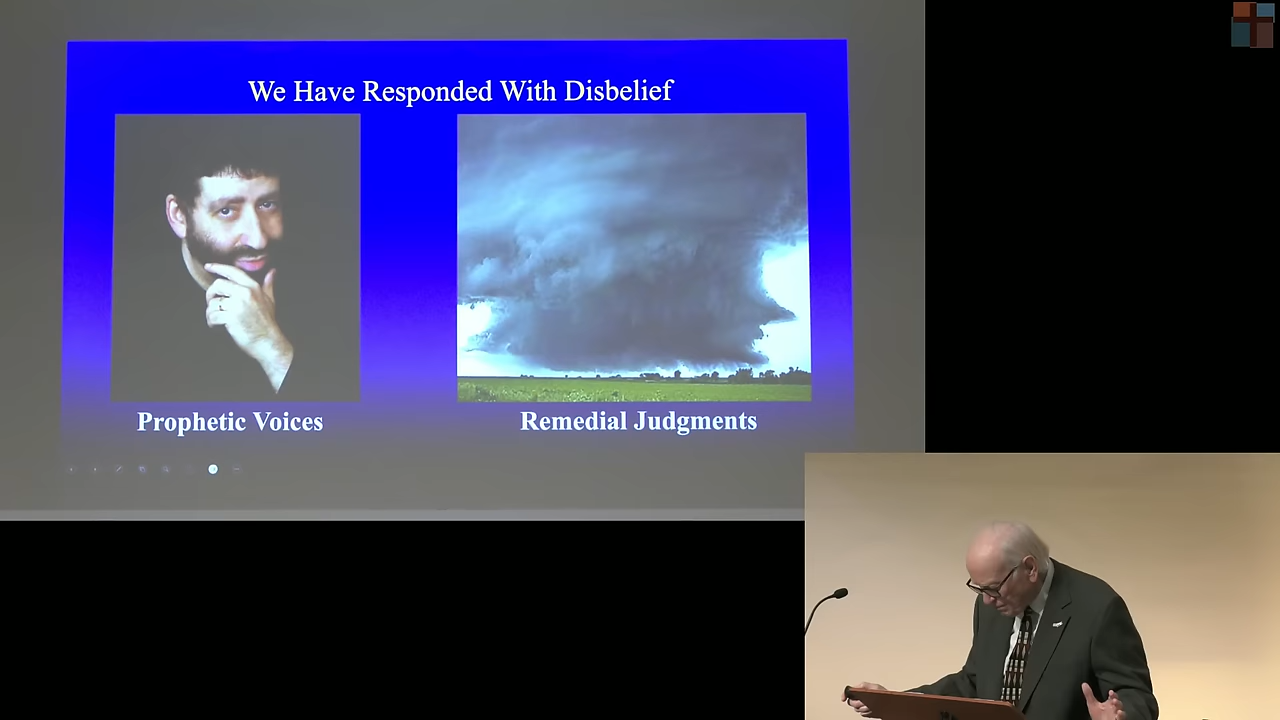 We Have Responded With Disbelief
Prophetic Voices
Remedial Judgments